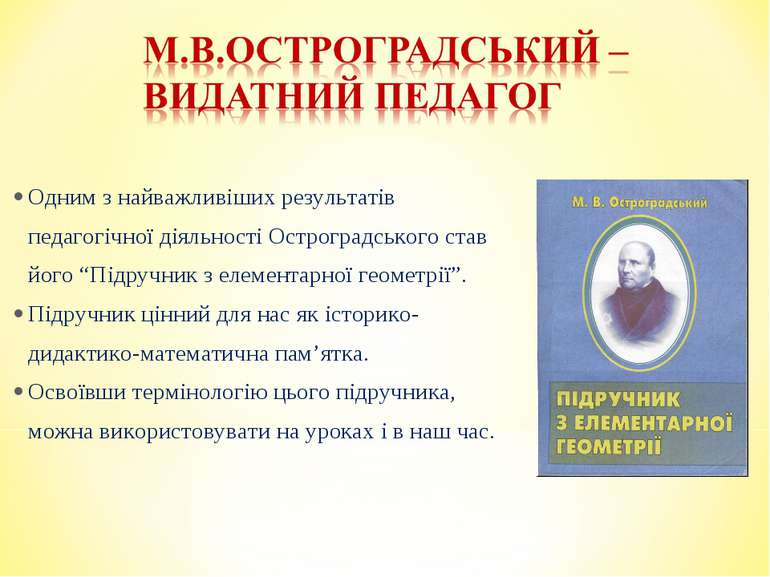 М.В.ОСТРОГРАДСЬКИЙ –
ВИДАТНИЙ ПЕДАГОГ
• Одним з найважливіших результатів
педагогічної діяльності Остроградського став
його “Підручник з елементарної геометрії”.
• Підручник цінний для нас як історико-
дидактико-математична пам’ятка.
• Освоївши термінологію цього підручника,
можна використовувати на уроках і в наш час.
М. В. Остроградський
ПІДРУЧНИК
З ЕЛЕМЕНТАРНОЇ
ГЕОМЕТРІЇ